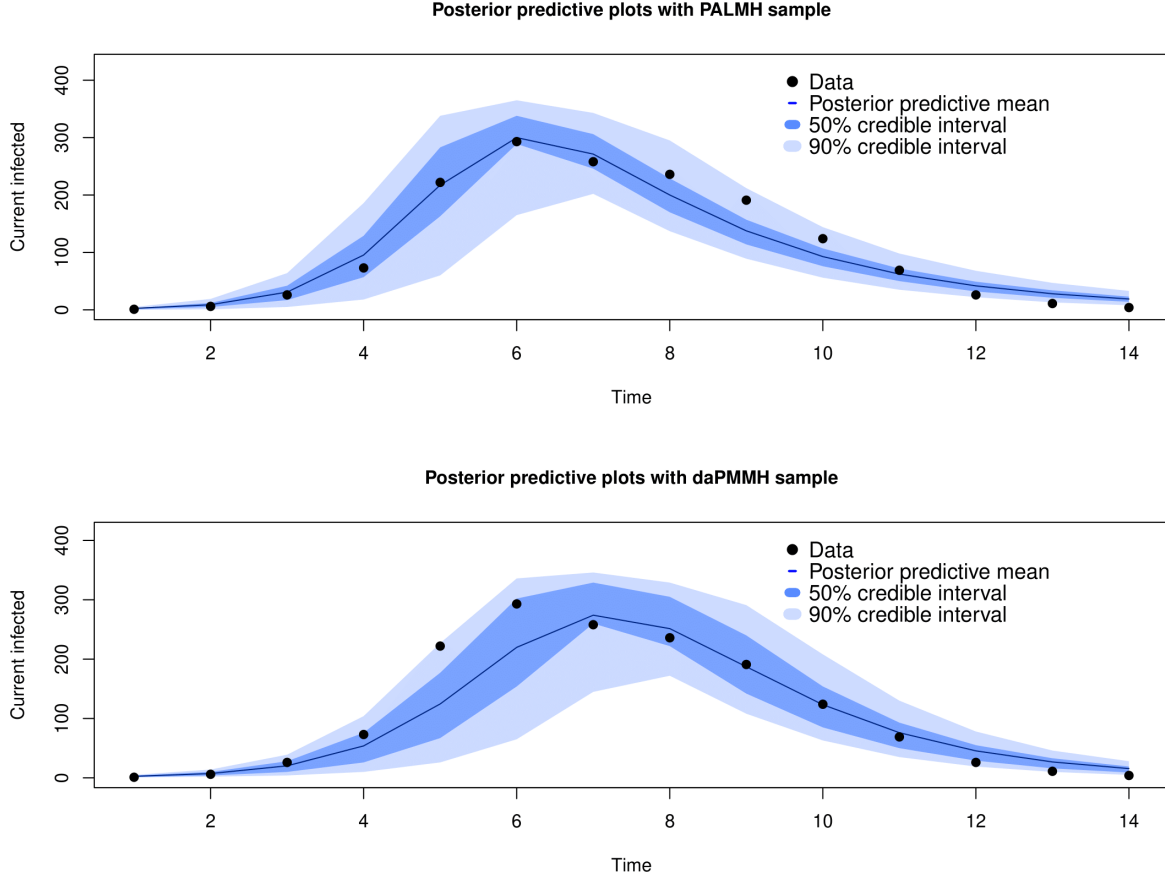 Posterior predictive plots with PALMH sample
Current infected
400
300
200
100
0
Data
Posterior predictive mean
50% credible interval
90% credible interval
2 4 6 8 10 12 14
Time
Posterior predictive plots with daPMMH sample
Current infected
400
300
200
100
0
Data
Posterior predictive mean
50% credible interval
90% credible interval
2 4 6 8 10 12 14
Time